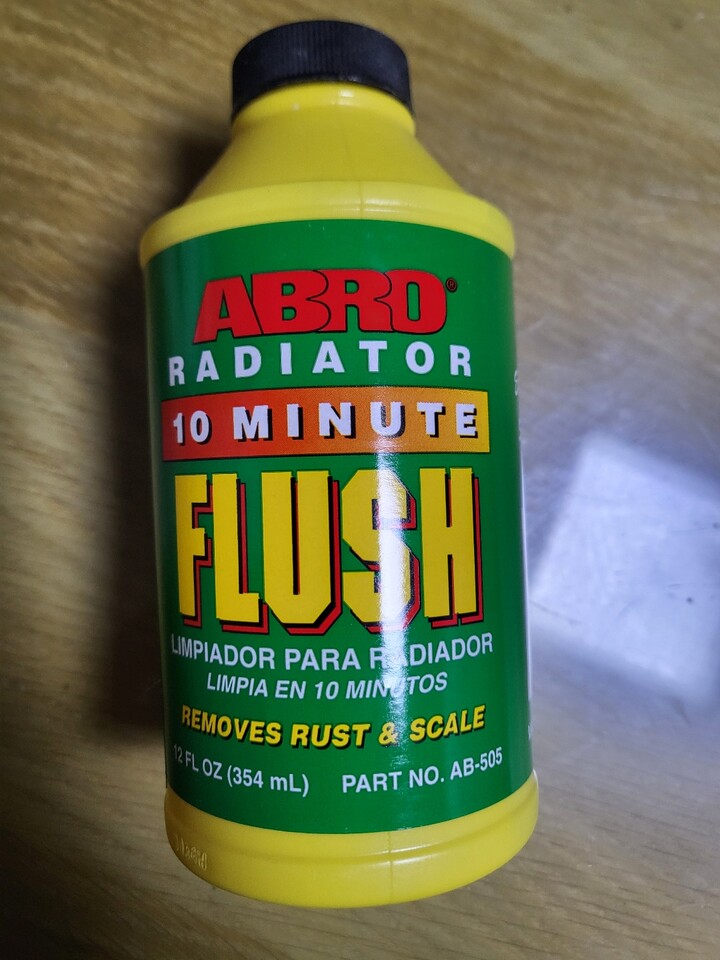 ABRO®
RADIATOR
10 MINUTE
FLUSH
LIMPIADOR PARA RADIADOR
LIMPIA EN 10 MINUTOS
REMOVES RUST & SCALE
12 FL OZ (354 mL) PART NO. AB-505